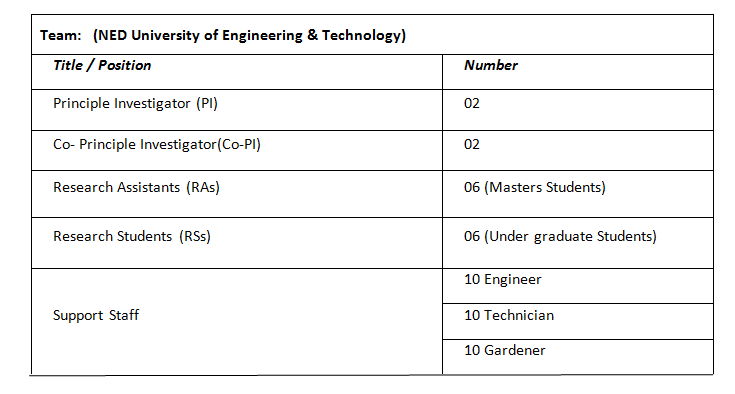 Team: (NED University of Engineering & Technology)
Title / Position Number
Principle Investigator (PI) 02
Co- Principle Investigator(Co-PI) 02
Research Assistants (RAs) 06 (Masters Students)
Research Students (RSs) 06 (Under graduate Students)
Support Staff
10 Engineer
10 Technician
10 Gardener